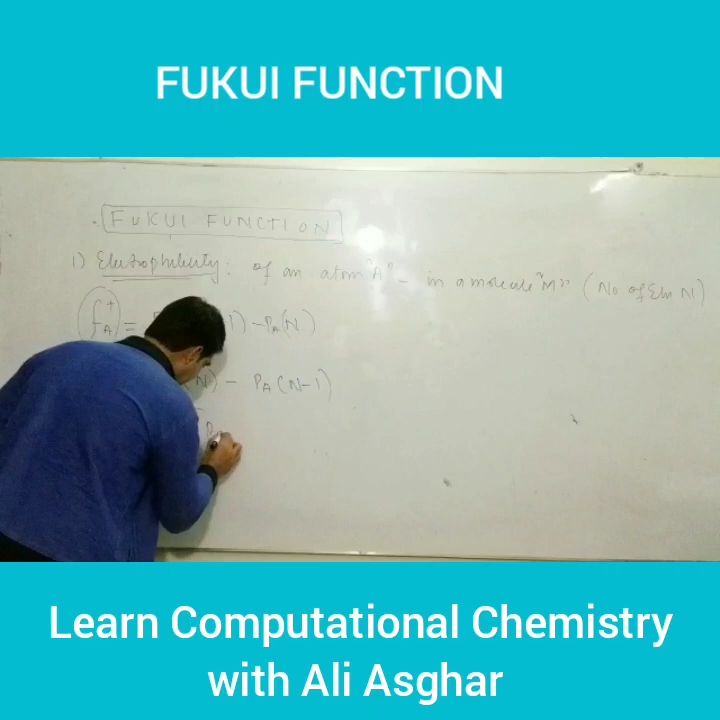 FUKUI FUNCTION
FUKUI FUNCTION
1) Electrophilicity: of an atom "A" - in a molecule "M" (No of Eln N)
f_A^+ = 1) - P_A(N)
N) - P_A(N-1)
Learn Computational Chemistry
with Ali Asghar